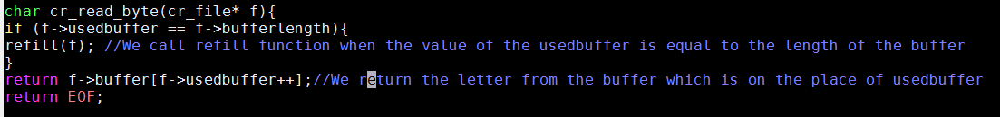 char cr_read_byte(cr_file* f){
if (f->usedbuffer == f->bufferlength){
refill(f); //We call refill function when the value of the usedbuffer is equal to the length of the buffer
}
return f->buffer[f->usedbuffer++];//We return the letter from the buffer which is on the place of usedbuffer
return EOF;